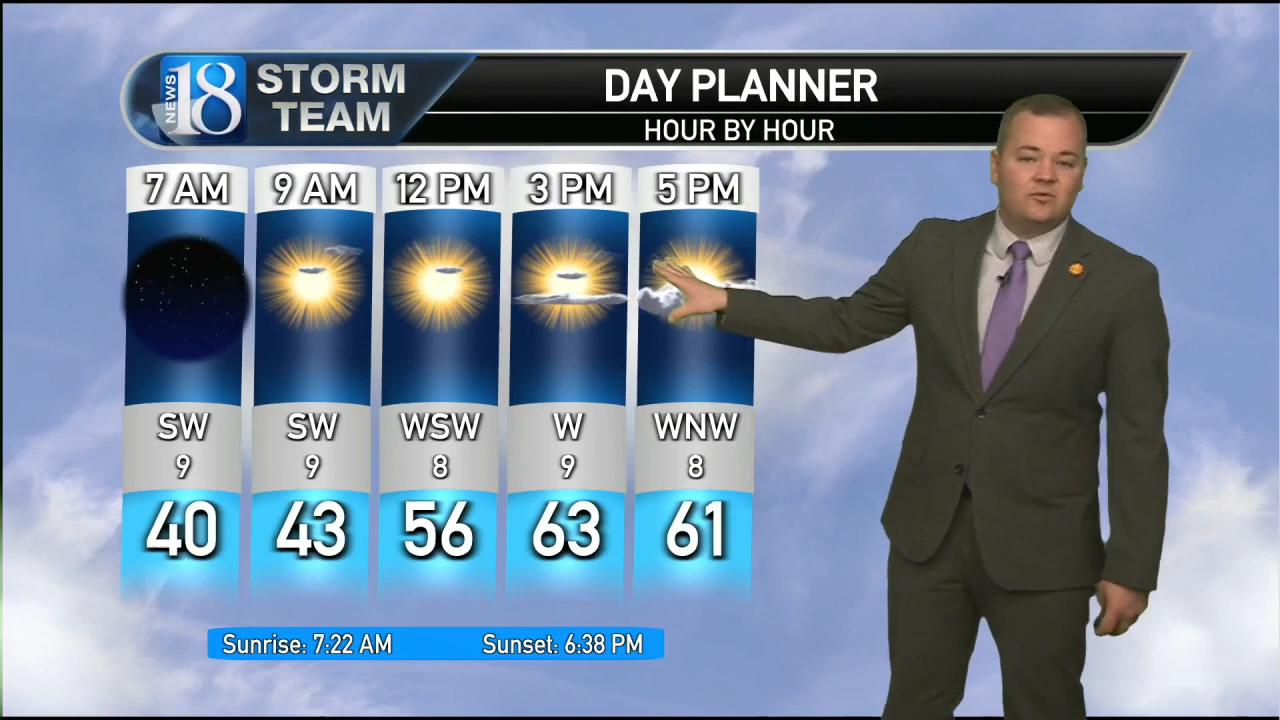 NEWS 18
STORM
TEAM
DAY PLANNER
HOUR BY HOUR
7 AM 9 AM 12 PM 3 PM 5 PM
SW SW WSW W WNW
9 9 8 9 8
40 43 56 63 61
Sunrise: 7:22 AM Sunset: 6:38 PM